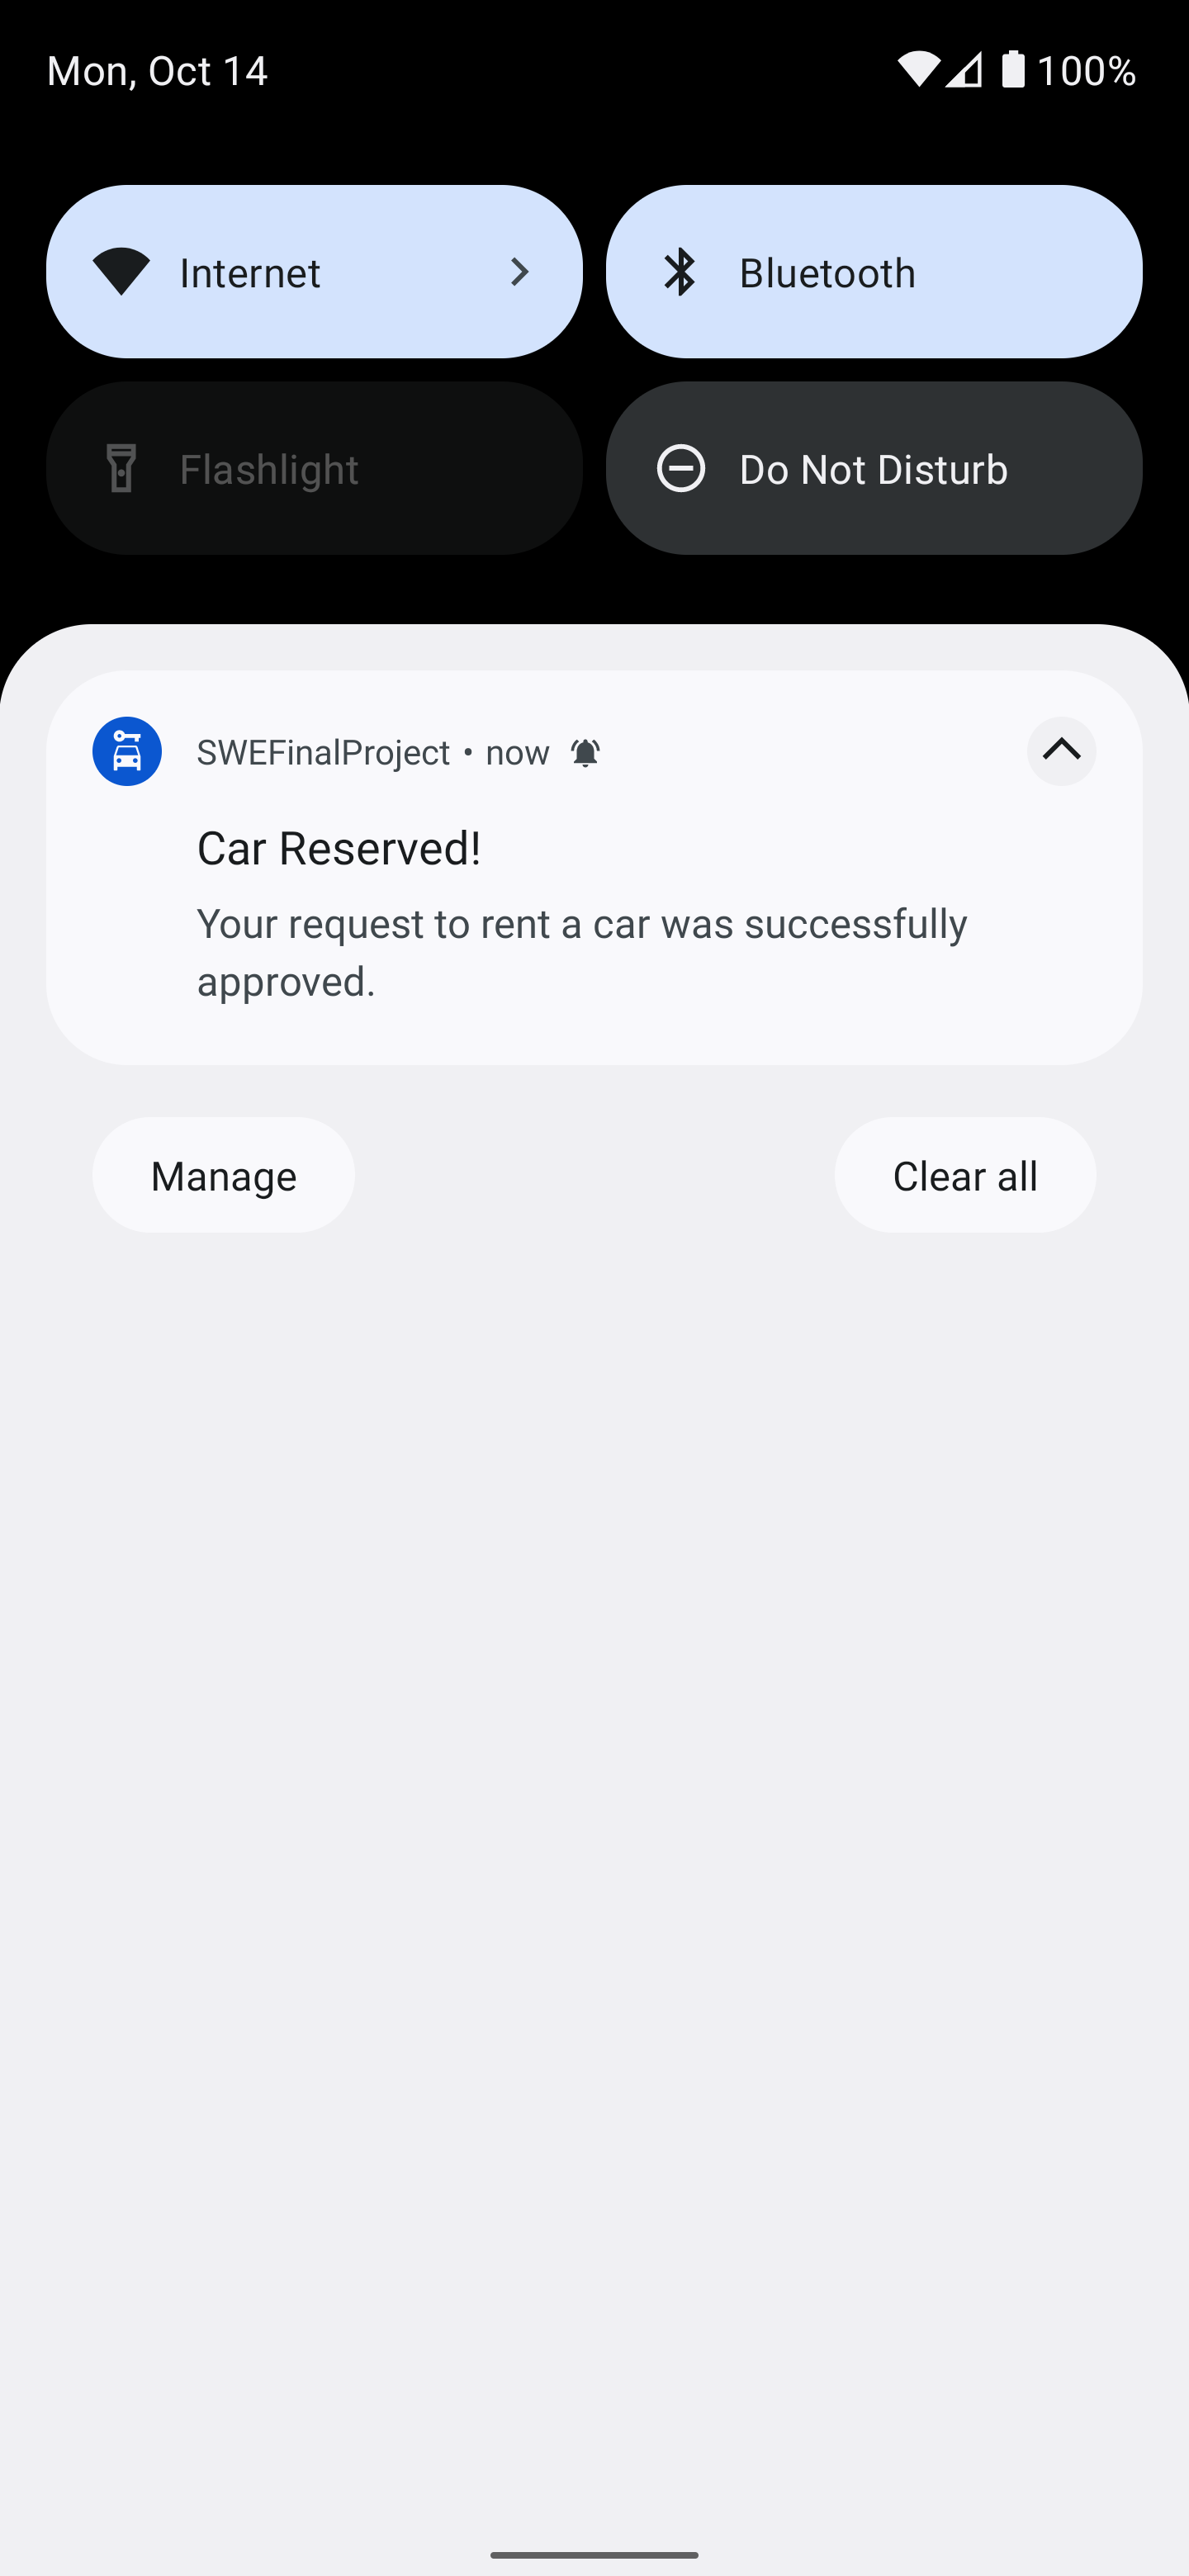 Mon, Oct 14 100%
Internet
Bluetooth
Flashlight
Do Not Disturb
SWEFinalProject • now
Car Reserved!
Your request to rent a car was successfully
approved.
Manage
Clear all